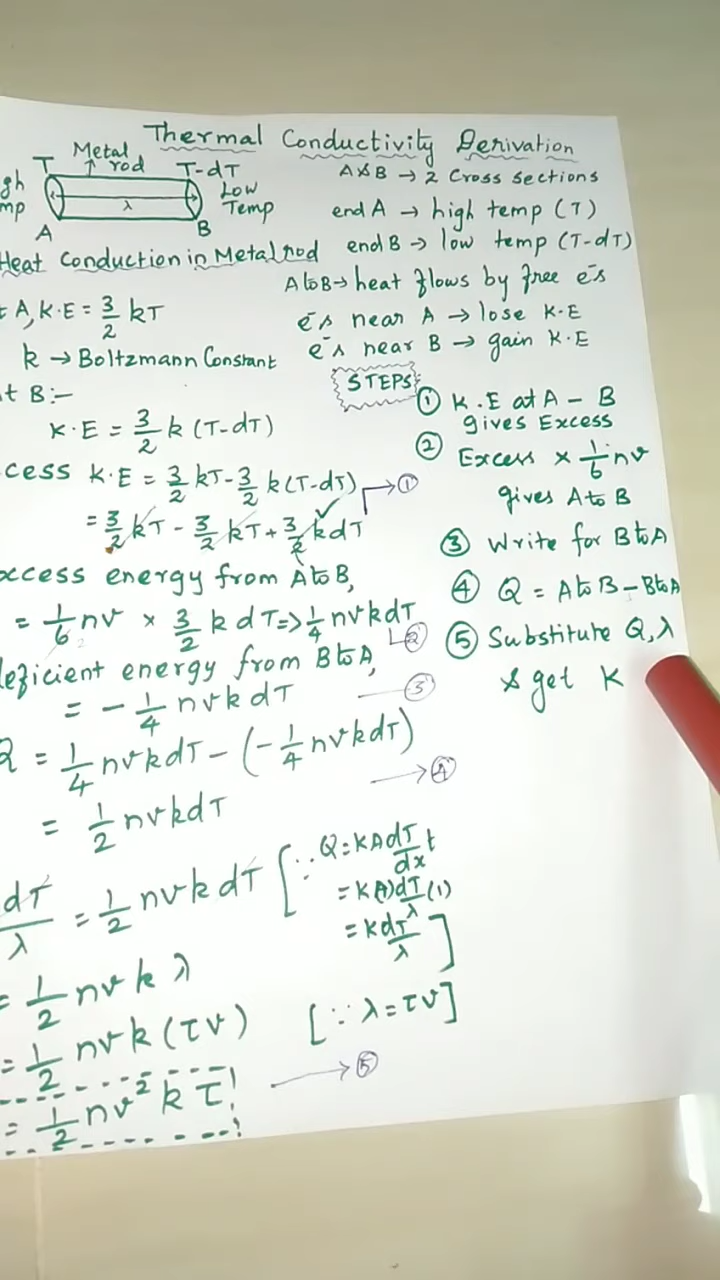 Thermal Conductivity Derivation
Metal
rod
T
T-dT
gh
mp
λ
Low
Temp
A
B
A & B → 2 Cross sections
end A → high temp (T)
end B → low temp (T-dT)
A to B → heat flows by free e⁻s
e⁻s near A → lose K.E
e⁻s near B → gain K.E
Heat Conduction in Metal rod
t A, K.E = 3/2 kT
k → Boltzmann Constant
t B:-
K.E = 3/2 k (T-dT)
cess K.E = 3/2 kT - 3/2 k(T-dT)
= 3/2 kT - 3/2 kT + 3/2 kdT → ①
xcess energy from A to B,
= 1/6 nv × 3/2 k dT => 1/4 nvkdT ②
eficient energy from B to A,
= - 1/4 nvkdT — ③
Q = 1/4 nvkdT - (- 1/4 nvkdT)
= 1/2 nvkdT → ④
dT/λ = 1/2 nvk dT [∵ Q = KA dT/dx t
= K(1) dT/λ (1)
= K dT/λ ]
= 1/2 nvk λ
= 1/2 nvk (τv) [∵ λ = τv]
= 1/2 nv² k τ → ⑤
STEPS
① K.E at A - B
gives Excess
② Excess × 1/6 nv
gives A to B
③ Write for B to A
④ Q = A to B - B to A
⑤ Substitute Q, λ
& get K